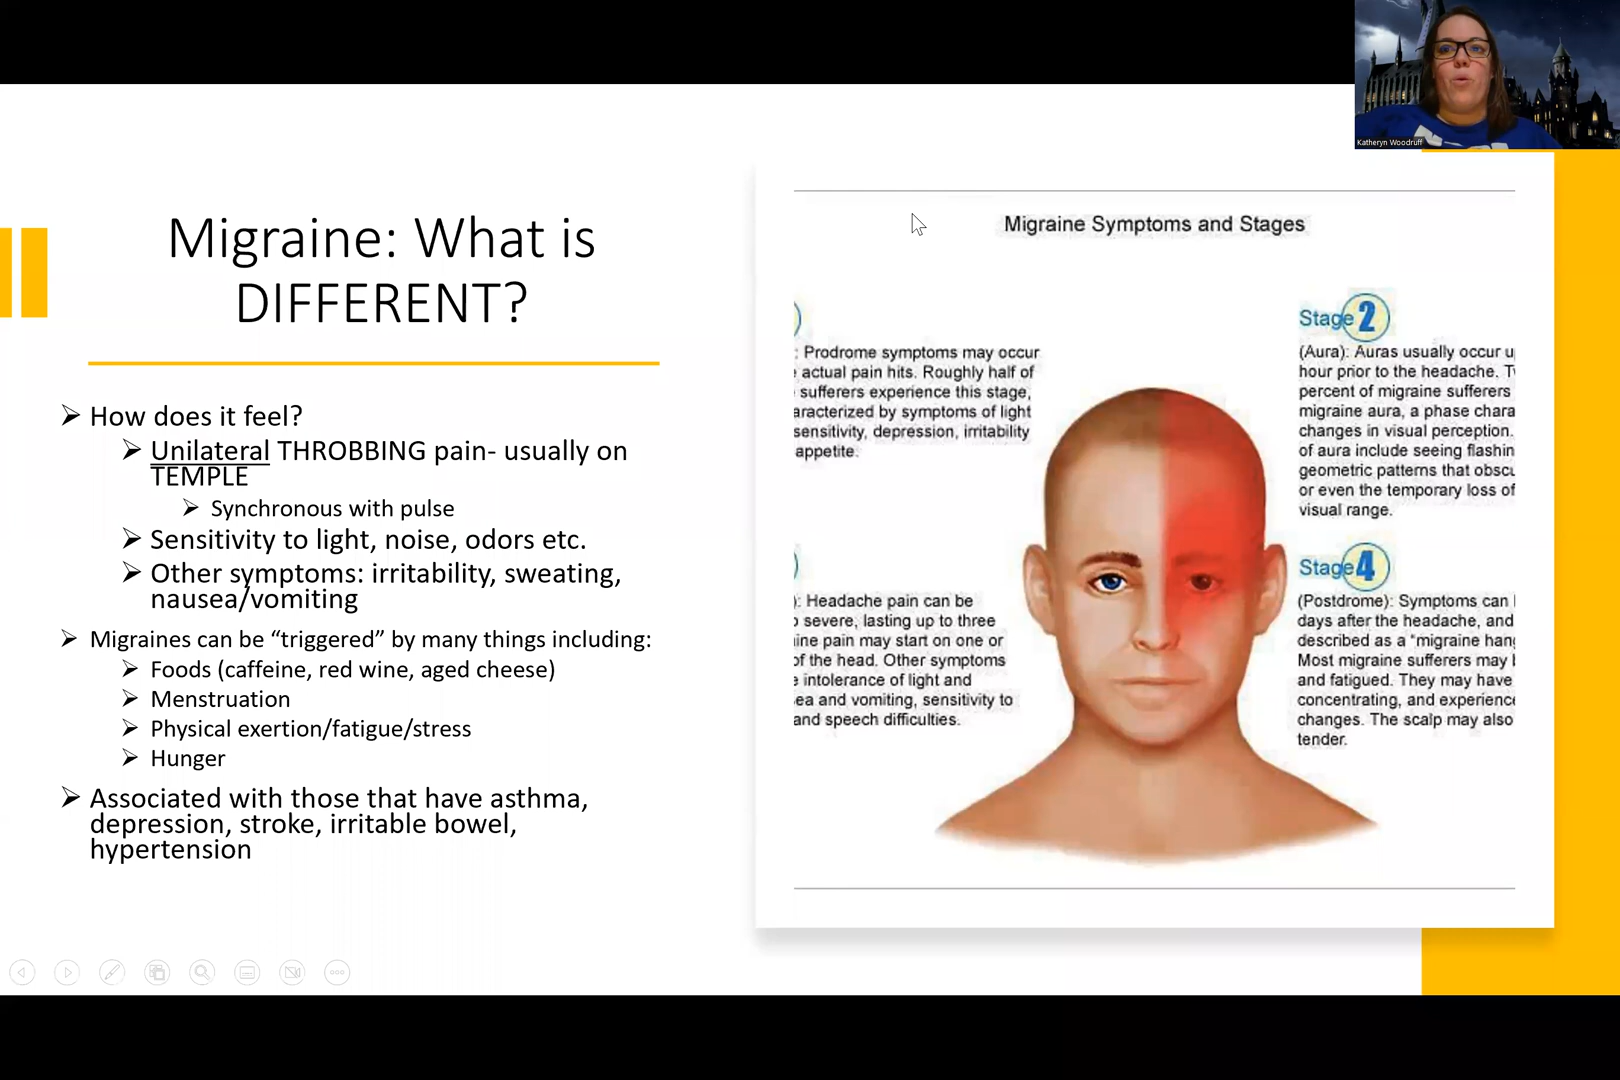 Katheryn Woodruff
Migraine: What is
DIFFERENT?
How does it feel?
Unilateral THROBBING pain- usually on
TEMPLE
Synchronous with pulse
Sensitivity to light, noise, odors etc.
Other symptoms: irritability, sweating,
nausea/vomiting
Migraines can be “triggered” by many things including:
Foods (caffeine, red wine, aged cheese)
Menstruation
Physical exertion/fatigue/stress
Hunger
Associated with those that have asthma,
depression, stroke, irritable bowel,
hypertension
Migraine Symptoms and Stages
: Prodrome symptoms may occur
actual pain hits. Roughly half of
sufferers experience this stage,
aracterized by symptoms of light
sensitivity, depression, irritability
appetite.
Stage 2
(Aura): Auras usually occur u
hour prior to the headache. T
percent of migraine sufferers
migraine aura, a phase chara
changes in visual perception.
of aura include seeing flashin
geometric patterns that obscu
or even the temporary loss of
visual range.
): Headache pain can be
severe, lasting up to three
ine pain may start on one or
of the head. Other symptoms
intolerance of light and
ea and vomiting, sensitivity to
and speech difficulties.
Stage 4
(Postdrome): Symptoms can
days after the headache, and
described as a "migraine hang
Most migraine sufferers may
and fatigued. They may have
concentrating, and experience
changes. The scalp may also
tender.